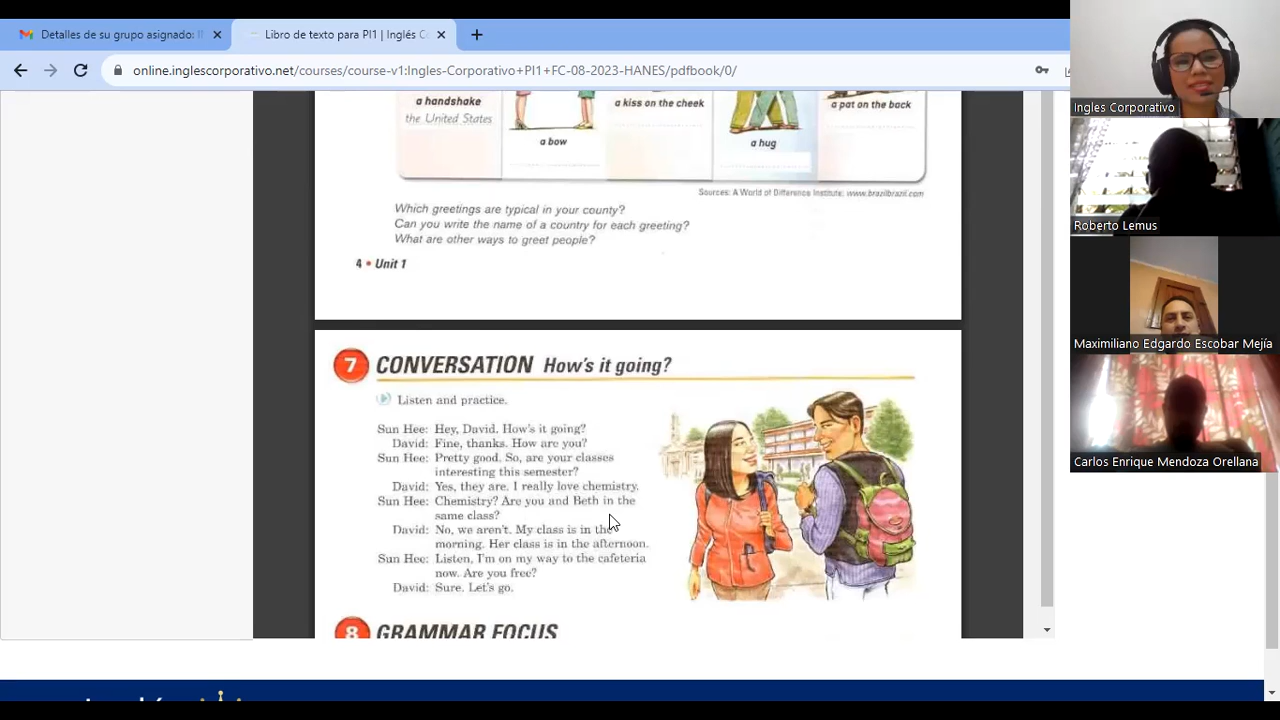 Detalles de su grupo asignado: I
Libro de texto para PI1 | Inglés C
online.inglescorporativo.net/courses/course-v1:Ingles-Corporativo+PI1+FC-08-2023-HANES/pdfbook/0/
a handshake
the United States
a bow
a kiss on the cheek
a hug
a pat on the back
Sources: A World of Difference Institute; www.brazilbrazil.com
Which greetings are typical in your county?
Can you write the name of a country for each greeting?
What are other ways to greet people?
4 • Unit 1
7 CONVERSATION How's it going?
Listen and practice.
Sun Hee: Hey, David. How's it going?
David: Fine, thanks. How are you?
Sun Hee: Pretty good. So, are your classes
interesting this semester?
David: Yes, they are. I really love chemistry.
Sun Hee: Chemistry? Are you and Beth in the
same class?
David: No, we aren't. My class is in the
morning. Her class is in the afternoon.
Sun Hee: Listen, I'm on my way to the cafeteria
now. Are you free?
David: Sure. Let's go.
8 GRAMMAR FOCUS
Ingles Corporativo
Roberto Lemus
Maximiliano Edgardo Escobar Mejía
Carlos Enrique Mendoza Orellana